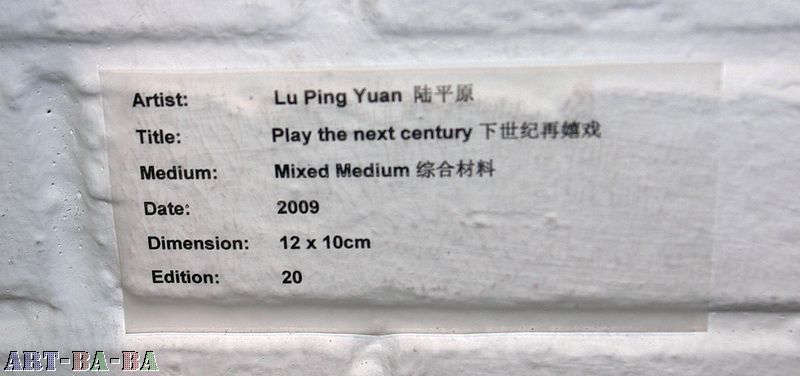 Artist: Lu Ping Yuan 陆平原
Title: Play the next century 下世纪再嬉戏
Medium: Mixed Medium 综合材料
Date: 2009
Dimension: 12 x 10cm
Edition: 20
ART-BA-BA